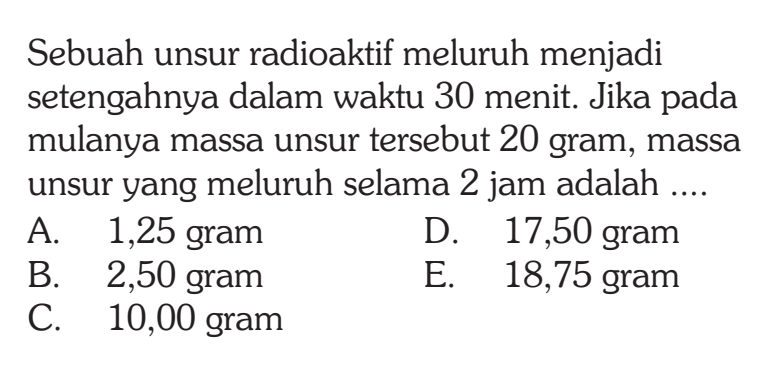 Sebuah unsur radioaktif meluruh menjadi
setengahnya dalam waktu 30 menit. Jika pada
mulanya massa unsur tersebut 20 gram, massa
unsur yang meluruh selama 2 jam adalah ....
A. 1,25 gram D. 17,50 gram
B. 2,50 gram E. 18,75 gram
C. 10,00 gram